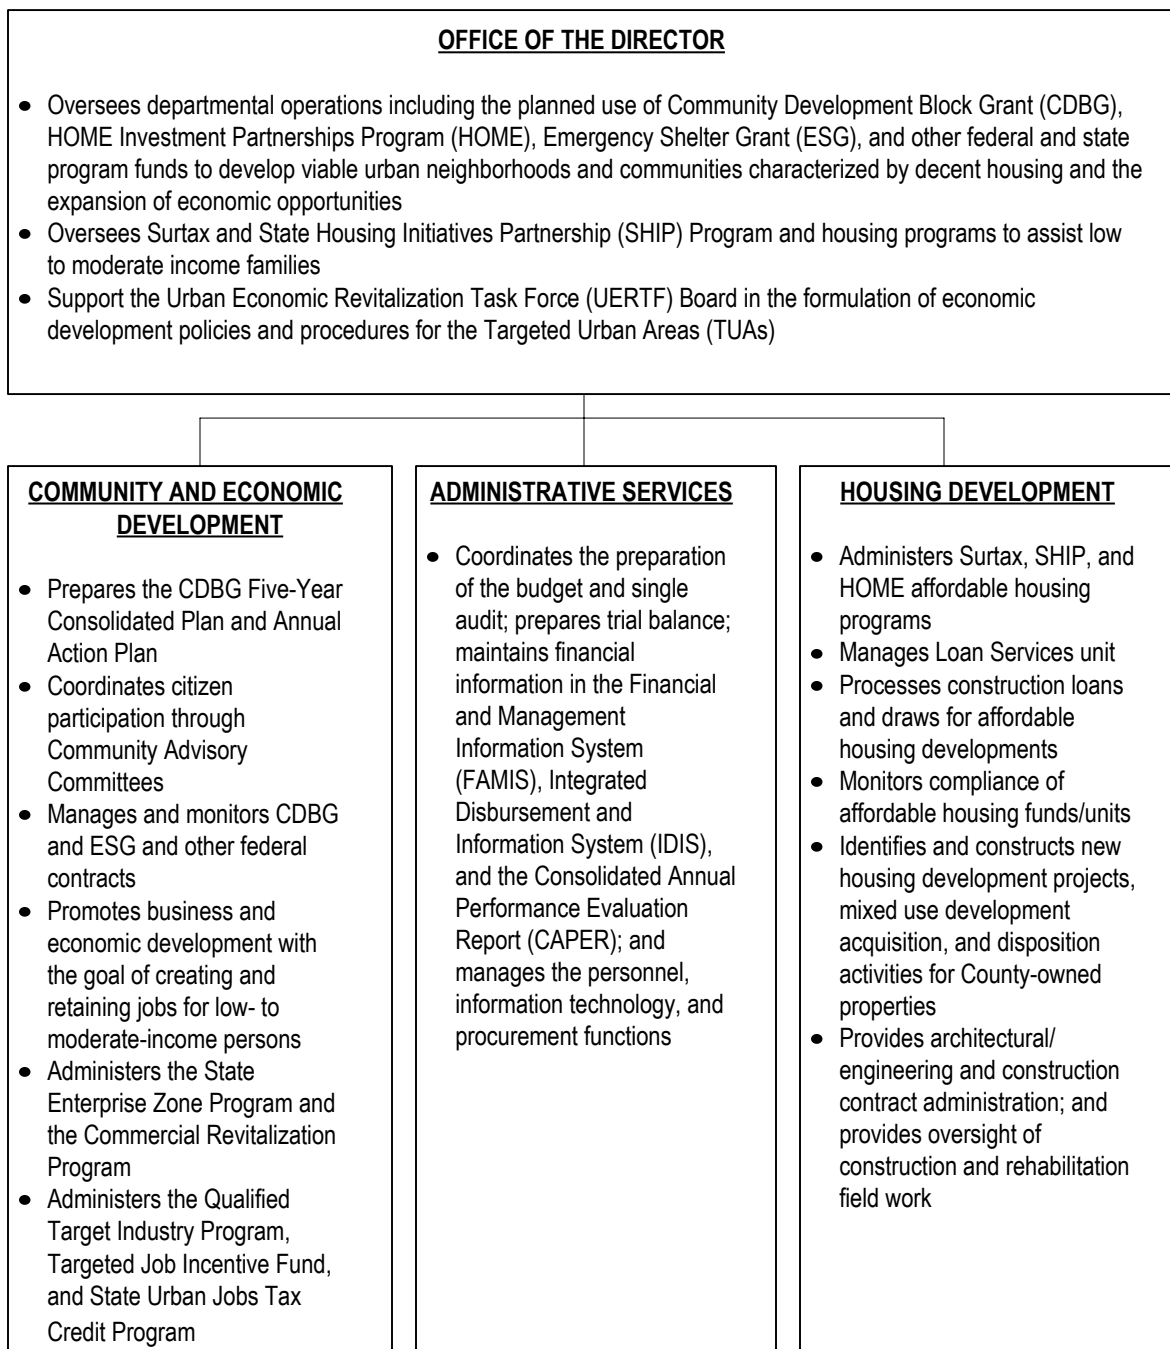 OFFICE OF THE DIRECTOR
• Oversees departmental operations including the planned use of Community Development Block Grant (CDBG),
HOME Investment Partnerships Program (HOME), Emergency Shelter Grant (ESG), and other federal and state
program funds to develop viable urban neighborhoods and communities characterized by decent housing and the
expansion of economic opportunities
• Oversees Surtax and State Housing Initiatives Partnership (SHIP) Program and housing programs to assist low
to moderate income families
• Support the Urban Economic Revitalization Task Force (UERTF) Board in the formulation of economic
development policies and procedures for the Targeted Urban Areas (TUAs)
COMMUNITY AND ECONOMIC
DEVELOPMENT
• Prepares the CDBG Five-Year
Consolidated Plan and Annual
Action Plan
• Coordinates citizen
participation through
Community Advisory
Committees
• Manages and monitors CDBG
and ESG and other federal
contracts
• Promotes business and
economic development with
the goal of creating and
retaining jobs for low- to
moderate-income persons
• Administers the State
Enterprise Zone Program and
the Commercial Revitalization
Program
• Administers the Qualified
Target Industry Program,
Targeted Job Incentive Fund,
and State Urban Jobs Tax
Credit Program
ADMINISTRATIVE SERVICES
• Coordinates the preparation
of the budget and single
audit; prepares trial balance;
maintains financial
information in the Financial
and Management
Information System
(FAMIS), Integrated
Disbursement and
Information System (IDIS),
and the Consolidated Annual
Performance Evaluation
Report (CAPER); and
manages the personnel,
information technology, and
procurement functions
HOUSING DEVELOPMENT
• Administers Surtax, SHIP, and
HOME affordable housing
programs
• Manages Loan Services unit
• Processes construction loans
and draws for affordable
housing developments
• Monitors compliance of
affordable housing funds/units
• Identifies and constructs new
housing development projects,
mixed use development
acquisition, and disposition
activities for County-owned
properties
• Provides architectural/
engineering and construction
contract administration; and
provides oversight of
construction and rehabilitation
field work